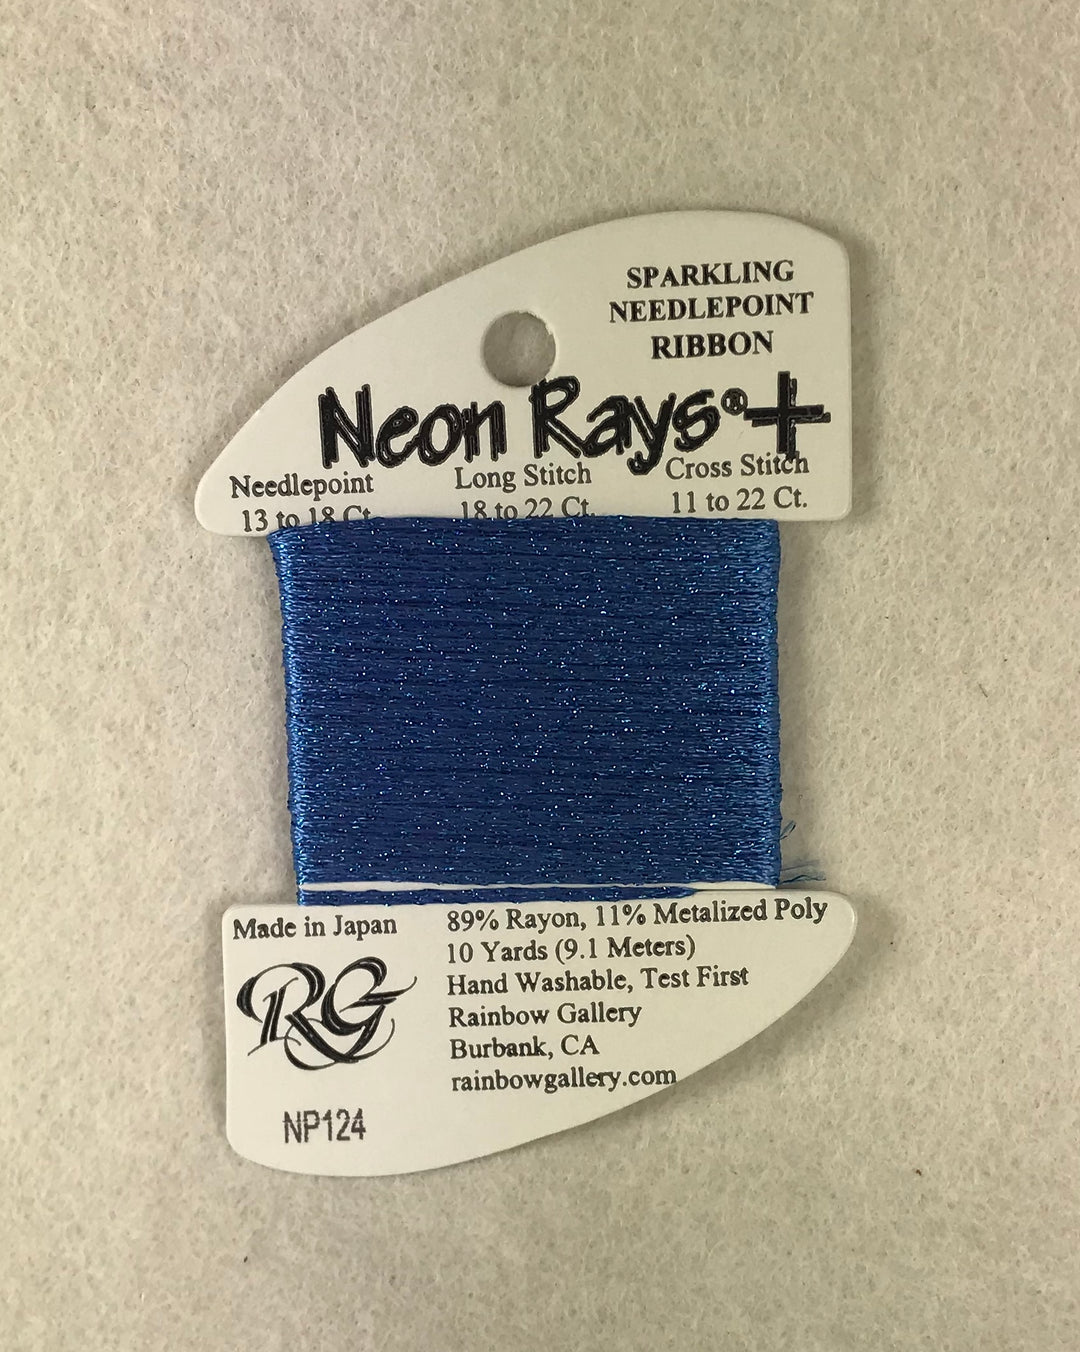 SPARKLING
NEEDLEPOINT
RIBBON
Neon Rays®+
Needlepoint Long Stitch Cross Stitch
13 to 18 Ct. 18 to 22 Ct. 11 to 22 Ct.
Made in Japan
RG
NP124
89% Rayon, 11% Metalized Poly
10 Yards (9.1 Meters)
Hand Washable, Test First
Rainbow Gallery
Burbank, CA
rainbowgallery.com